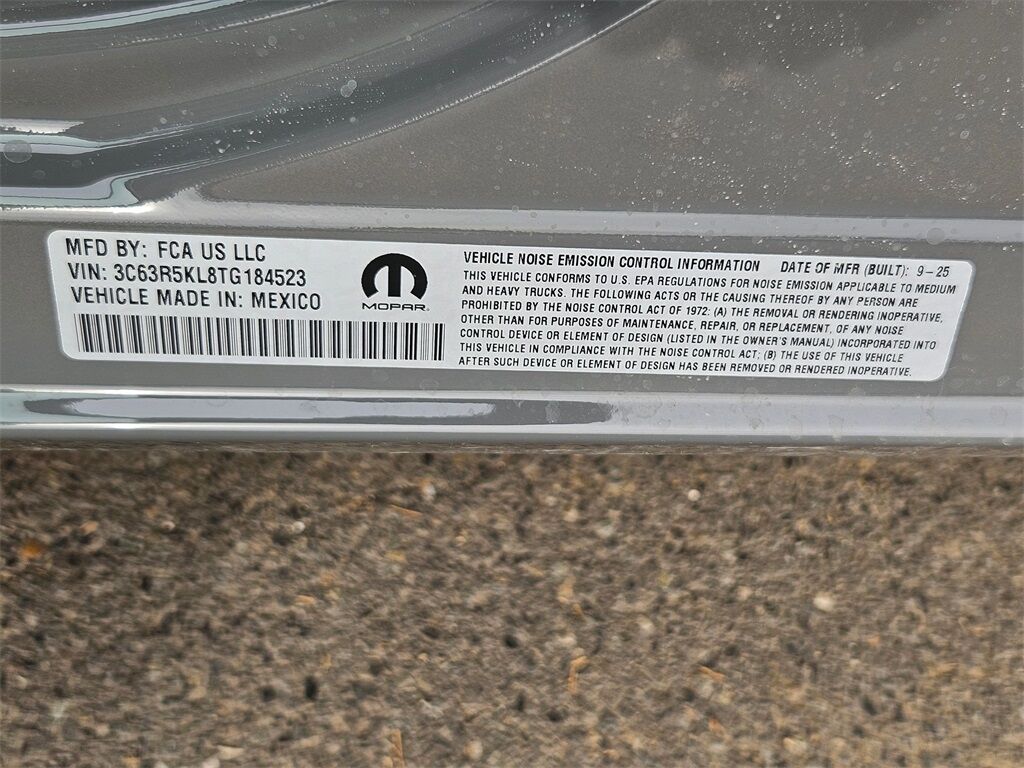 MFD BY: FCA US LLC
VIN: 3C63R5KL8TG184523
VEHICLE MADE IN: MEXICO
MOPAR
VEHICLE NOISE EMISSION CONTROL INFORMATION DATE OF MFR (BUILT): 9-25
THIS VEHICLE CONFORMS TO U.S. EPA REGULATIONS FOR NOISE EMISSION APPLICABLE TO MEDIUM
AND HEAVY TRUCKS. THE FOLLOWING ACTS OR THE CAUSING THEREOF BY ANY PERSON ARE
PROHIBITED BY THE NOISE CONTROL ACT OF 1972: (A) THE REMOVAL OR RENDERING INOPERATIVE,
OTHER THAN FOR PURPOSES OF MAINTENANCE, REPAIR, OR REPLACEMENT, OF ANY NOISE
CONTROL DEVICE OR ELEMENT OF DESIGN (LISTED IN THE OWNER'S MANUAL) INCORPORATED INTO
THIS VEHICLE IN COMPLIANCE WITH THE NOISE CONTROL ACT; (B) THE USE OF THIS VEHICLE
AFTER SUCH DEVICE OR ELEMENT OF DESIGN HAS BEEN REMOVED OR RENDERED INOPERATIVE.